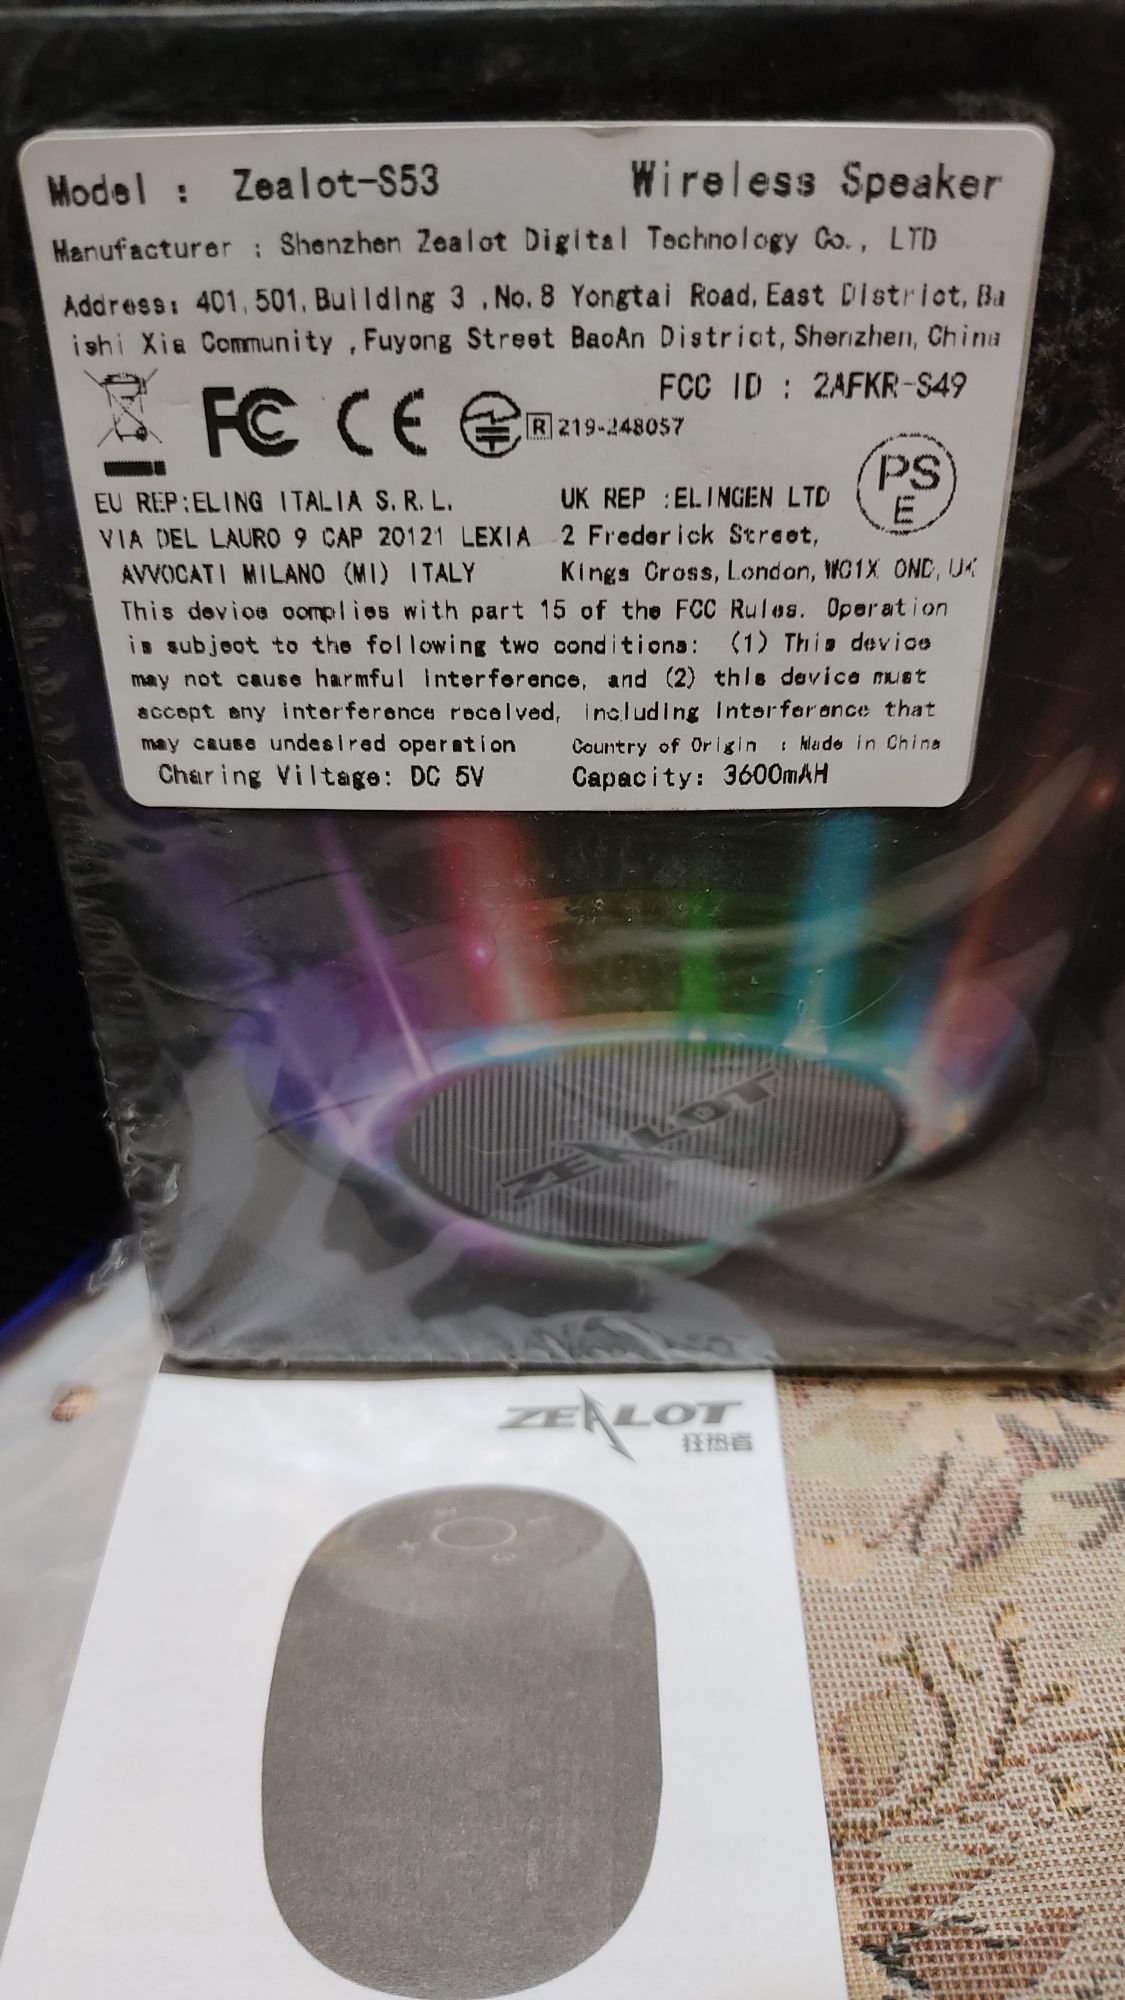 Model : Zealot-S53 Wireless Speaker
Manufacturer : Shenzhen Zealot Digital Technology Co., LTD
Address: 401, 501, Building 3 ,No. 8 Yongtai Road, East District, Ba
ishi Xia Community ,Fuyong Street BaoAn District, Shenzhen, China
FCC ID : 2AFKR-S49
FC CE R 219-248057
PS
E
EU REP:ELING ITALIA S. R. L.
VIA DEL LAURO 9 CAP 20121 LEXIA
AVVOCATI MILANO (MI) ITALY
UK REP :ELINGEN LTD
2 Frederick Street,
Kings Cross, London, WC1X 0ND, UK
This device complies with part 15 of the FCC Rules. Operation
is subject to the following two conditions: (1) This device
may not cause harmful interference, and (2) this device must
accept any interference received, including interference that
may cause undesired operation
Country of Origin : Made in China
Charing Viltage: DC 5V
Capacity: 3600mAH
ZEALOT
ZEALOT
狂热者